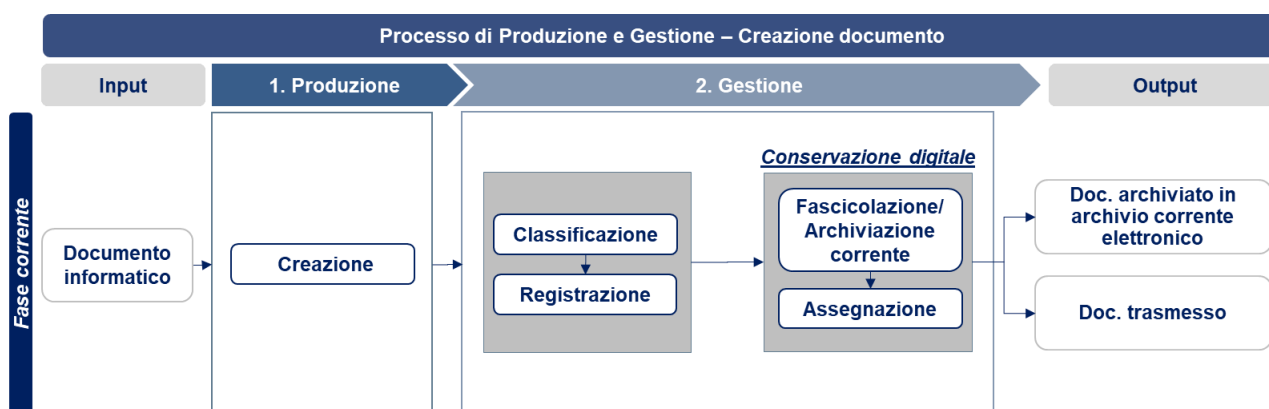 Processo di Produzione e Gestione – Creazione documento
Input
1. Produzione
2. Gestione
Output
Fase corrente
Documento
informatico
Creazione
Classificazione
Registrazione
Conservazione digitale
Fascicolazione/
Archiviazione
corrente
Assegnazione
Doc. archiviato in
archivio corrente
elettronico
Doc. trasmesso